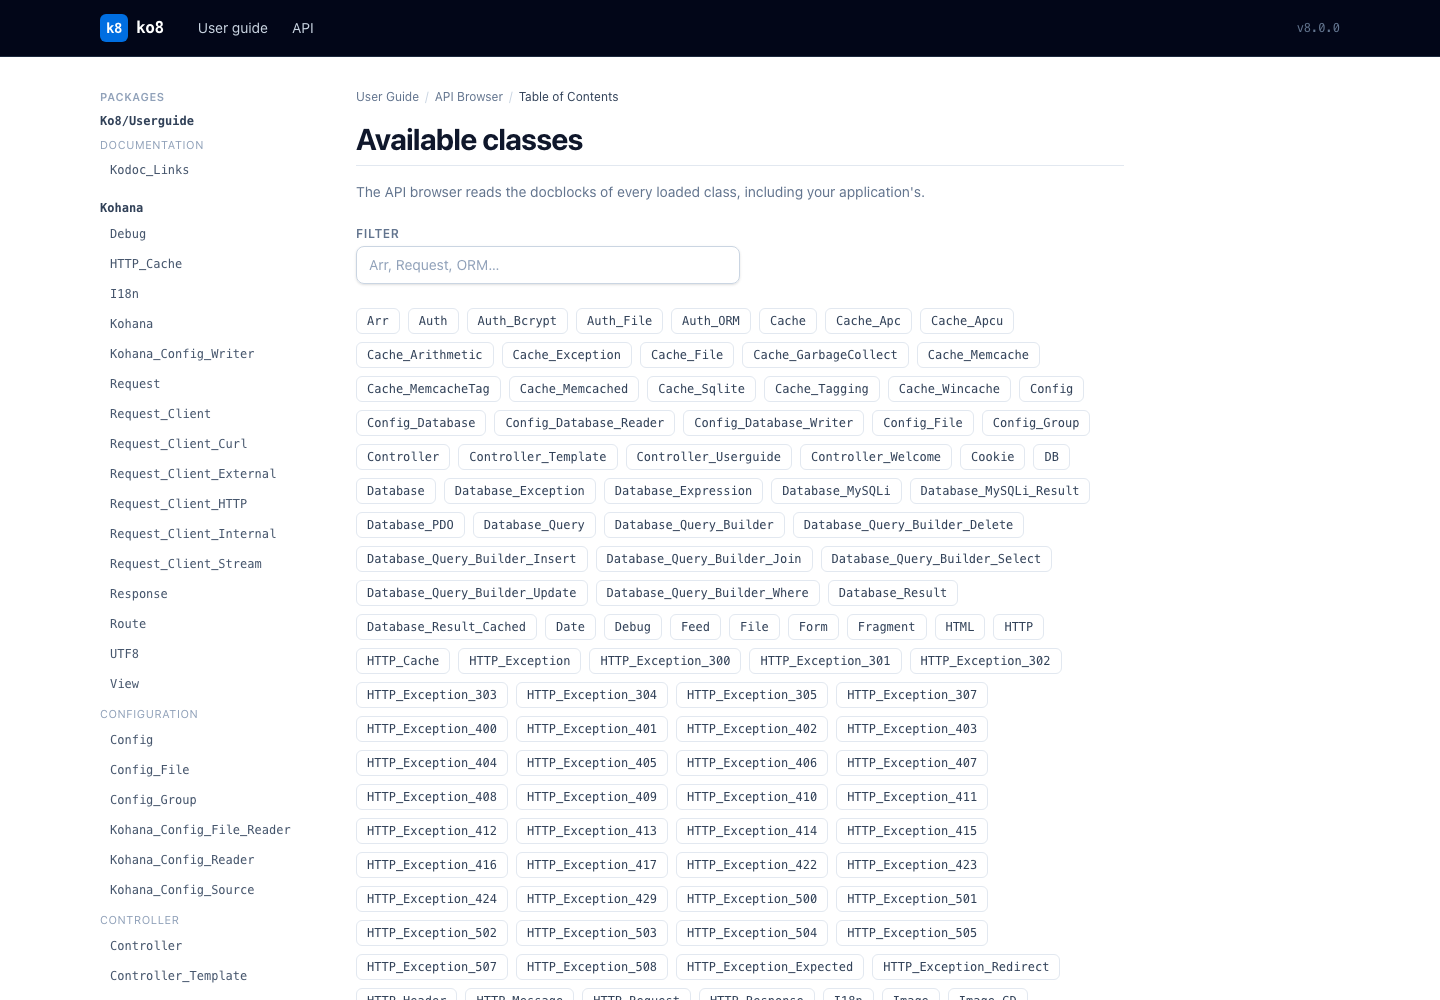 k8 ko8 User guide API v8.0.0
PACKAGES
Ko8/Userguide
DOCUMENTATION
Kodoc_Links
Kohana
Debug
HTTP_Cache
I18n
Kohana
Kohana_Config_Writer
Request
Request_Client
Request_Client_Curl
Request_Client_External
Request_Client_HTTP
Request_Client_Internal
Request_Client_Stream
Response
Route
UTF8
View
CONFIGURATION
Config
Config_File
Config_Group
Kohana_Config_File_Reader
Kohana_Config_Reader
Kohana_Config_Source
CONTROLLER
Controller
Controller_Template
User Guide / API Browser / Table of Contents
Available classes
The API browser reads the docblocks of every loaded class, including your application's.
FILTER
Arr, Request, ORM...
Arr Auth Auth_Bcrypt Auth_File Auth_ORM Cache Cache_Apc Cache_Apcu
Cache_Arithmetic Cache_Exception Cache_File Cache_GarbageCollect Cache_Memcache
Cache_MemcacheTag Cache_Memcached Cache_Sqlite Cache_Tagging Cache_Wincache Config
Config_Database Config_Database_Reader Config_Database_Writer Config_File Config_Group
Controller Controller_Template Controller_Userguide Controller_Welcome Cookie DB
Database Database_Exception Database_Expression Database_MySQLi Database_MySQLi_Result
Database_PDO Database_Query Database_Query_Builder Database_Query_Builder_Delete
Database_Query_Builder_Insert Database_Query_Builder_Join Database_Query_Builder_Select
Database_Query_Builder_Update Database_Query_Builder_Where Database_Result
Database_Result_Cached Date Debug Feed File Form Fragment HTML HTTP
HTTP_Cache HTTP_Exception HTTP_Exception_300 HTTP_Exception_301 HTTP_Exception_302
HTTP_Exception_303 HTTP_Exception_304 HTTP_Exception_305 HTTP_Exception_307
HTTP_Exception_400 HTTP_Exception_401 HTTP_Exception_402 HTTP_Exception_403
HTTP_Exception_404 HTTP_Exception_405 HTTP_Exception_406 HTTP_Exception_407
HTTP_Exception_408 HTTP_Exception_409 HTTP_Exception_410 HTTP_Exception_411
HTTP_Exception_412 HTTP_Exception_413 HTTP_Exception_414 HTTP_Exception_415
HTTP_Exception_416 HTTP_Exception_417 HTTP_Exception_422 HTTP_Exception_423
HTTP_Exception_424 HTTP_Exception_429 HTTP_Exception_500 HTTP_Exception_501
HTTP_Exception_502 HTTP_Exception_503 HTTP_Exception_504 HTTP_Exception_505
HTTP_Exception_507 HTTP_Exception_508 HTTP_Exception_Expected HTTP_Exception_Redirect
HTTP_Header HTTP_Message HTTP_Request HTTP_Response I18n Image Image_GD